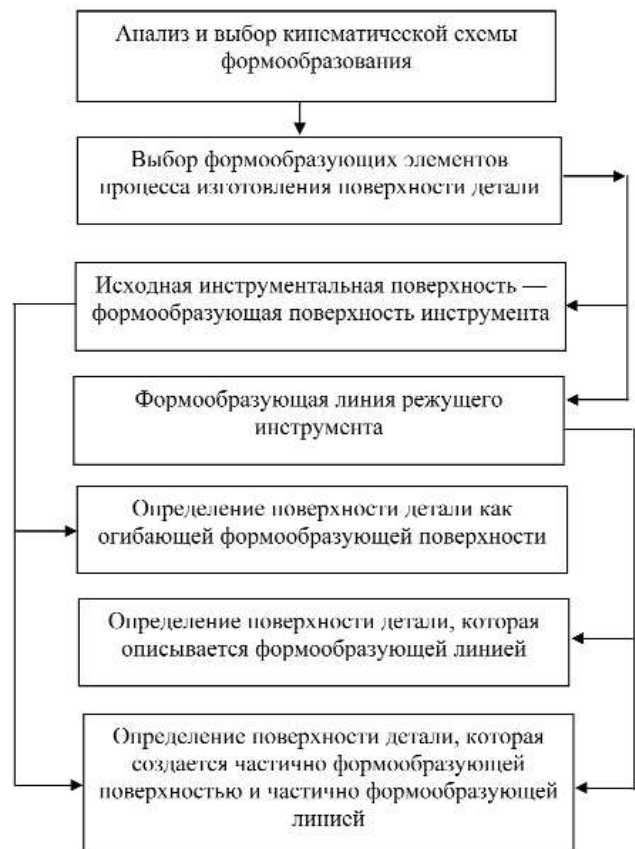 Анализ и выбор кинематической схемы
формообразования
Выбор формообразующих элементов
процесса изготовления поверхности детали
Исходная инструментальная поверхность —
формообразующая поверхность инструмента
Формообразующая линия режущего
инструмента
Определение поверхности детали как
огибающей формообразующей поверхности
Определение поверхности детали, которая
описывается формообразующей линией
Определение поверхности детали, которая
создается частично формообразующей
поверхностью и частично формообразующей
линией